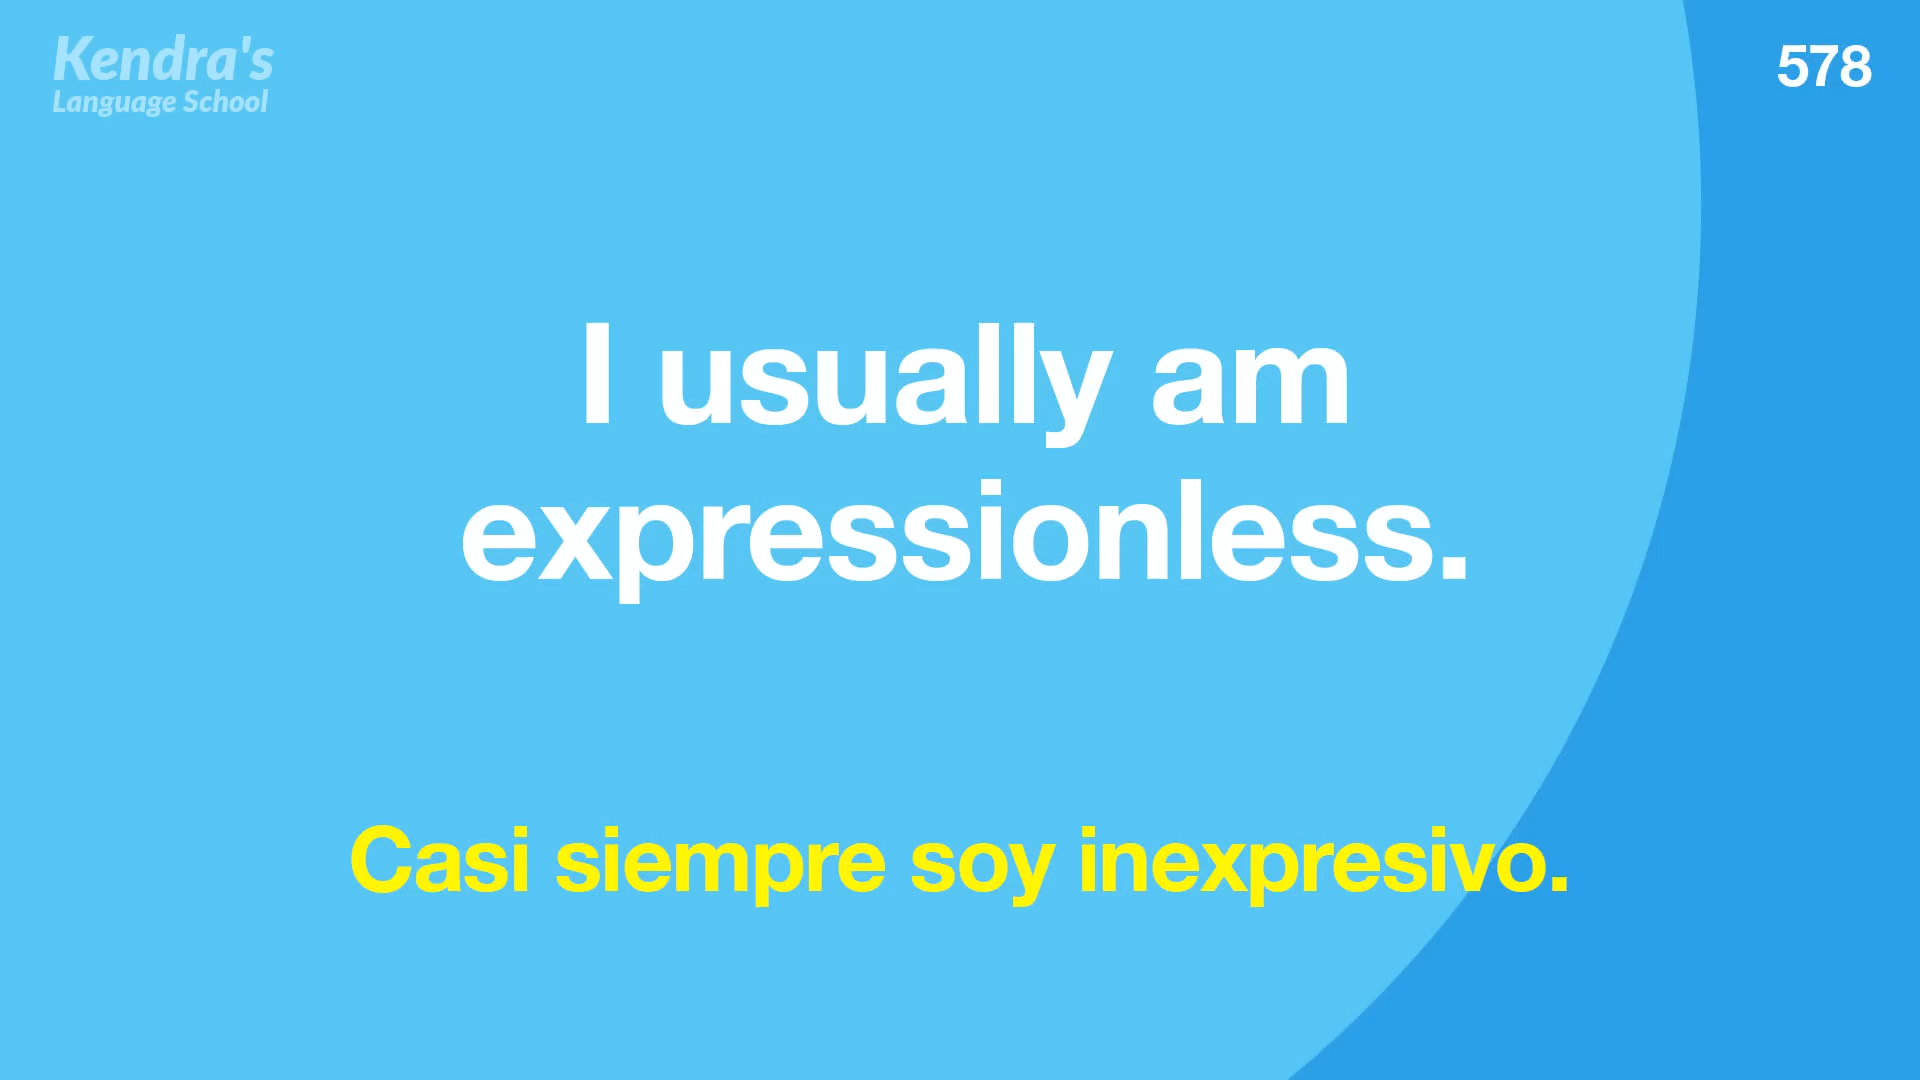 Kendra's
Language School
578
I usually am
expressionless.
Casi siempre soy inexpresivo.